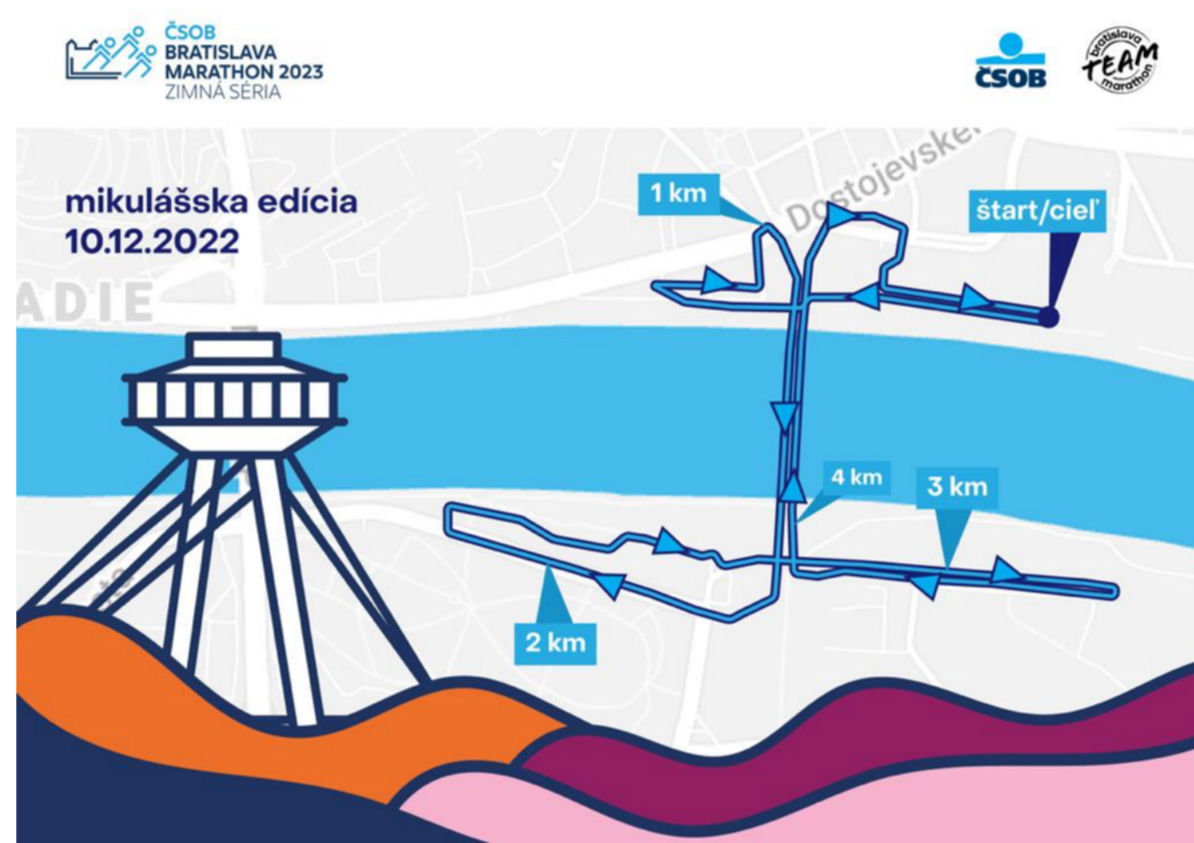 ČSOB
BRATISLAVA
MARATHON 2023
ZIMNÁ SÉRIA
ČSOB
bratislava
TEAM
marathon
mikulášska edícia
10.12.2022
1 km
Dostojevské
štart/cieľ
ADIE
4 km
3 km
2 km